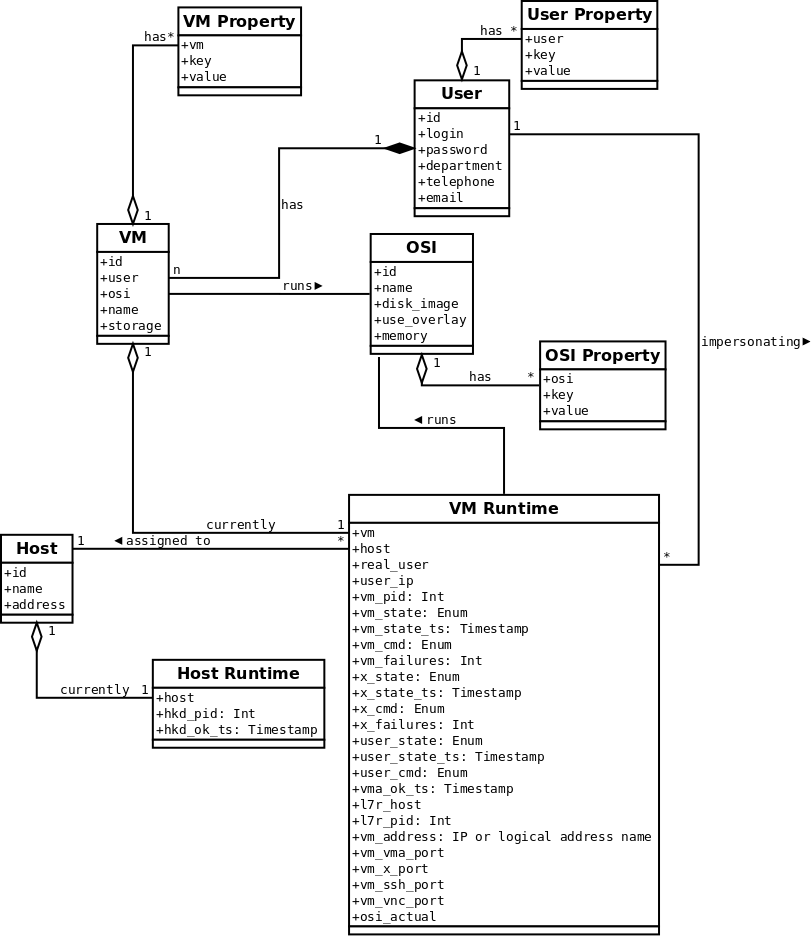 VM Property
+vm
+key
+value
has*
1
User Property
+user
+key
+value
has *
1
User
+id
+login
+password
+department
+telephone
+email
1
1
has
n
VM
+id
+user
+osi
+name
+storage
1
runs►
OSI
+id
+name
+disk_image
+use_overlay
+memory
1
has
*
OSI Property
+osi
+key
+value
impersonating►
◄ runs
*
currently
1
◄ assigned to
1
*
Host
+id
+name
+address
1
currently
1
Host Runtime
+host
+hkd_pid: Int
+hkd_ok_ts: Timestamp
VM Runtime
+vm
+host
+real_user
+user_ip
+vm_pid: Int
+vm_state: Enum
+vm_state_ts: Timestamp
+vm_cmd: Enum
+vm_failures: Int
+x_state: Enum
+x_state_ts: Timestamp
+x_cmd: Enum
+x_failures: Int
+user_state: Enum
+user_state_ts: Timestamp
+user_cmd: Enum
+vma_ok_ts: Timestamp
+l7r_host
+l7r_pid: Int
+vm_address: IP or logical address name
+vm_vma_port
+vm_x_port
+vm_ssh_port
+vm_vnc_port
+osi_actual